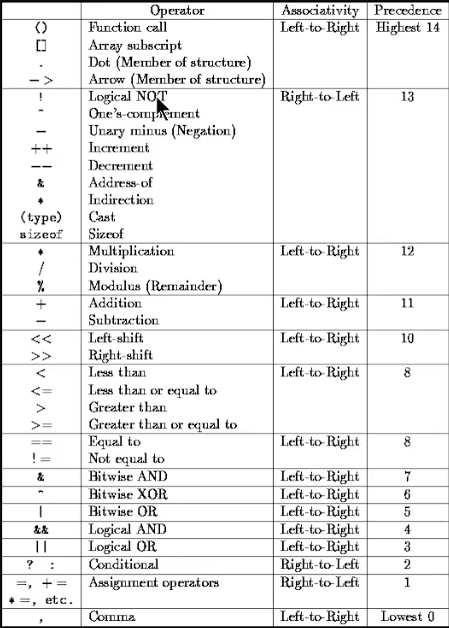 Operator Associativity Precedence
() Function call Left-to-Right Highest 14
[] Array subscript
. Dot (Member of structure)
-> Arrow (Member of structure)
! Logical NOT Right-to-Left 13
~ One's-complement
- Unary minus (Negation)
++ Increment
-- Decrement
& Address-of
* Indirection
(type) Cast
sizeof Sizeof
* Multiplication Left-to-Right 12
/ Division
% Modulus (Remainder)
+ Addition Left-to-Right 11
- Subtraction
<< Left-shift Left-to-Right 10
>> Right-shift
< Less than Left-to-Right 8
<= Less than or equal to
> Greater than
>= Greater than or equal to
== Equal to Left-to-Right 8
!= Not equal to
& Bitwise AND Left-to-Right 7
^ Bitwise XOR Left-to-Right 6
| Bitwise OR Left-to-Right 5
&& Logical AND Left-to-Right 4
|| Logical OR Left-to-Right 3
? : Conditional Right-to-Left 2
=, += Assignment operators Right-to-Left 1
*=, etc.
, Comma Left-to-Right Lowest 0